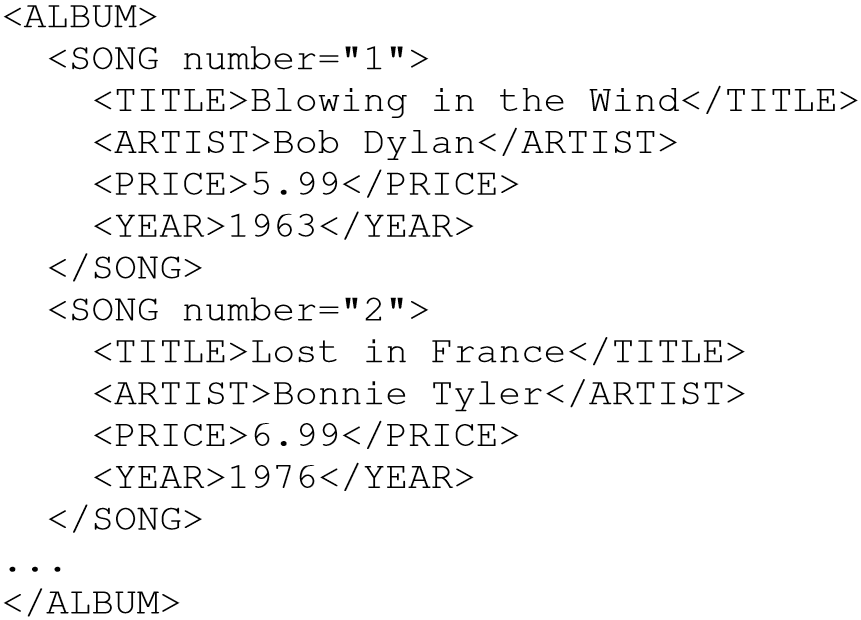 <ALBUM>
  <SONG number="1">
    <TITLE>Blowing in the Wind</TITLE>
    <ARTIST>Bob Dylan</ARTIST>
    <PRICE>5.99</PRICE>
    <YEAR>1963</YEAR>
  </SONG>
  <SONG number="2">
    <TITLE>Lost in France</TITLE>
    <ARTIST>Bonnie Tyler</ARTIST>
    <PRICE>6.99</PRICE>
    <YEAR>1976</YEAR>
  </SONG>
...
</ALBUM>